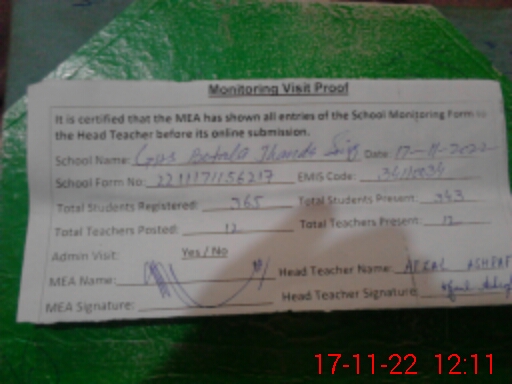 Monitoring Visit Proof
It is certified that the MEA has shown all entries of the School Monitoring Form to
the Head Teacher before its online submission.
School Name: Date: 17-11-2022
School Form No: 2211171156217 EMIS Code:
Total Students Registered: 365 Total Students Present: 343
Total Teachers Posted: 12 Total Teachers Present: 12
Admin Visit: Yes / No
MEA Name: Head Teacher Name: AFZAL ASHRAF
MEA Signature: Head Teacher Signature:
17-11-22 12:11